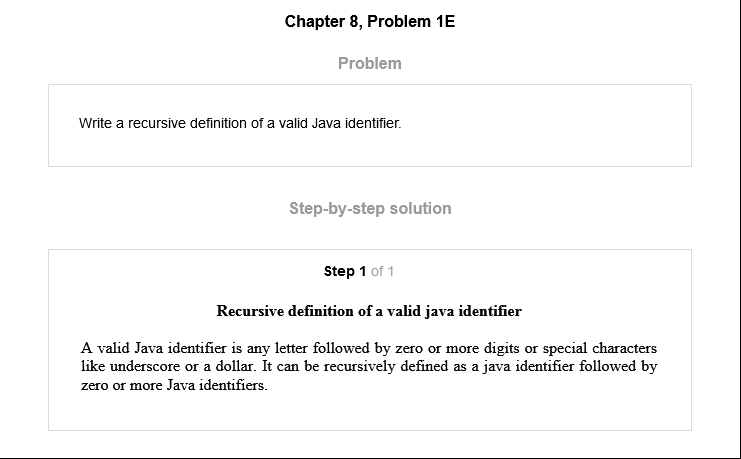 Chapter 8, Problem 1E
Problem
Write a recursive definition of a valid Java identifier.
Step-by-step solution
Step 1 of 1
Recursive definition of a valid java identifier
A valid Java identifier is any letter followed by zero or more digits or special characters
like underscore or a dollar. It can be recursively defined as a java identifier followed by
zero or more Java identifiers.